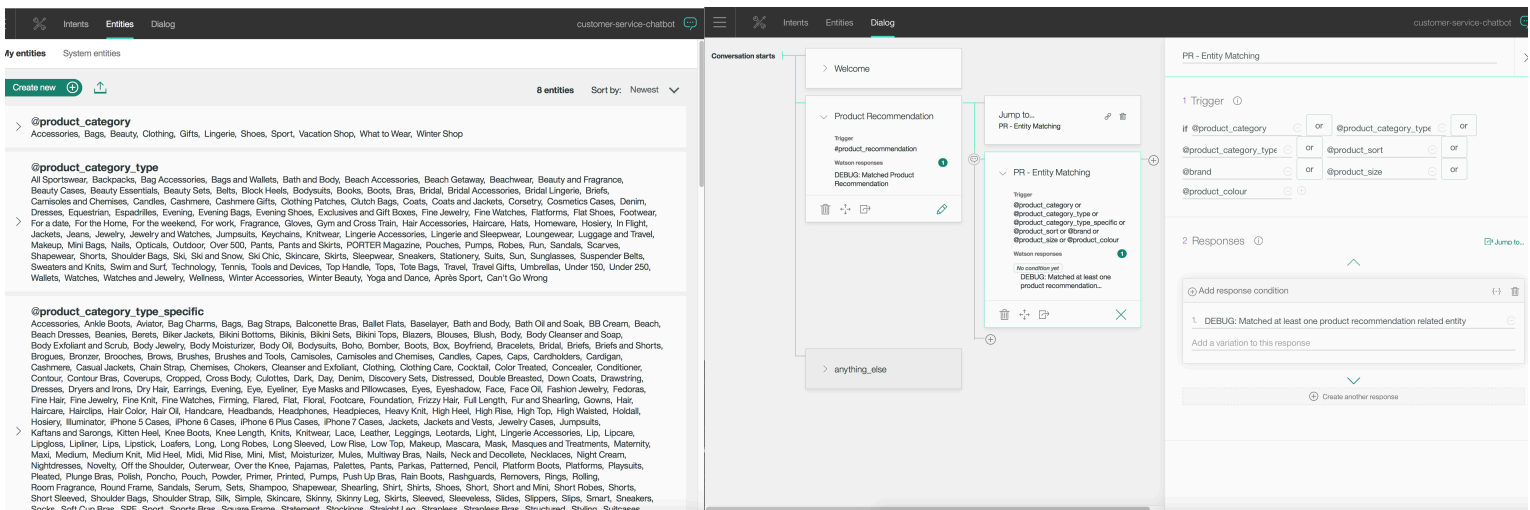 Intents Entities Dialog
customer-service-chatbot
My entities System entities
Create new
8 entities Sort by: Newest
@product_category
Accessories, Bags, Beauty, Clothing, Gifts, Lingerie, Shoes, Sport, Vacation Shop, What to Wear, Winter Shop
@product_category_type
All Sportswear, Backpacks, Bag Accessories, Bags and Wallets, Bath and Body, Beach Accessories, Beach Getaway, Beachwear, Beauty and Fragrance,
Beauty Cases, Beauty Essentials, Beauty Sets, Belts, Block Heels, Bodysuits, Books, Boots, Bras, Bridal, Bridal Accessories, Bridal Lingerie, Briefs,
Camisoles and Chemises, Candles, Cashmere, Cashmere Gifts, Clothing Patches, Clutch Bags, Coats, Coats and Jackets, Corsetry, Cosmetics Cases, Denim,
Dresses, Equestrian, Espadrilles, Evening, Evening Bags, Evening Shoes, Exclusives and Gift Boxes, Fine Jewelry, Fine Watches, Flatforms, Flat Shoes, Footwear,
For a date, For the Home, For the weekend, For work, Fragrance, Gloves, Gym and Cross Train, Hair Accessories, Haircare, Hats, Homeware, Hosiery, In Flight,
Jackets, Jeans, Jewelry, Jewelry and Watches, Jumpsuits, Keychains, Knitwear, Lingerie Accessories, Lingerie and Sleepwear, Loungewear, Luggage and Travel,
Makeup, Mini Bags, Nails, Opticals, Outdoor, Over 500, Pants, Pants and Skirts, PORTER Magazine, Pouches, Pumps, Robes, Run, Sandals, Scarves,
Shapewear, Shorts, Shoulder Bags, Ski, Ski and Snow, Ski Chic, Skincare, Skirts, Sleepwear, Sneakers, Stationery, Suits, Sun, Sunglasses, Suspender Belts,
Sweaters and Knits, Swim and Surf, Technology, Tennis, Tools and Devices, Top Handle, Tops, Tote Bags, Travel, Travel Gifts, Umbrellas, Under 150, Under 250,
Wallets, Watches, Watches and Jewelry, Wellness, Winter Accessories, Winter Beauty, Yoga and Dance, Après Sport, Can't Go Wrong
@product_category_type_specific
Accessories, Ankle Boots, Aviator, Bag Charms, Bags, Bag Straps, Balconette Bras, Ballet Flats, Baselayer, Bath and Body, Bath Oil and Soak, BB Cream, Beach,
Beach Dresses, Beanies, Berets, Biker Jackets, Bikini Bottoms, Bikinis, Bikini Sets, Bikini Tops, Blazers, Blouses, Blush, Body, Body Cleanser and Soap,
Body Exfoliant and Scrub, Body Jewelry, Body Moisturizer, Body Oil, Bodysuits, Boho, Bomber, Boots, Box, Boyfriend, Bracelets, Bridal, Briefs, Briefs and Shorts,
Brogues, Bronzer, Brooches, Brows, Brushes, Brushes and Tools, Camisoles, Camisoles and Chemises, Candles, Capes, Caps, Cardholders, Cardigan,
Cashmere, Casual Jackets, Chain Strap, Chemises, Chokers, Cleanser and Exfoliant, Clothing, Clothing Care, Cocktail, Color Treated, Concealer, Conditioner,
Contour, Contour Bras, Coverups, Cropped, Cross Body, Culottes, Dark, Day, Denim, Discovery Sets, Distressed, Double Breasted, Down Coats, Drawstring,
Dresses, Dryers and Irons, Dry Hair, Earrings, Evening, Eye, Eyeliner, Eye Masks and Pillowcases, Eyes, Eyeshadow, Face, Face Oil, Fashion Jewelry, Fedoras,
Fine Hair, Fine Jewelry, Fine Knit, Fine Watches, Firming, Flared, Flat, Floral, Footcare, Foundation, Frizzy Hair, Full Length, Fur and Shearling, Gowns, Hair,
Haircare, Hairclips, Hair Color, Hair Oil, Handcare, Headbands, Headphones, Headpieces, Heavy Knit, High Heel, High Rise, High Top, High Waisted, Holdall,
Hosiery, Illuminator, iPhone 5 Cases, iPhone 6 Cases, iPhone 6 Plus Cases, iPhone 7 Cases, Jackets, Jackets and Vests, Jewelry Cases, Jumpsuits,
Kaftans and Sarongs, Kitten Heel, Knee Boots, Knee Length, Knits, Knitwear, Lace, Leather, Leggings, Leotards, Light, Lingerie Accessories, Lip, Lipcare,
Lipgloss, Lipliner, Lips, Lipstick, Loafers, Long, Long Robes, Long Sleeved, Low Rise, Low Top, Makeup, Mascara, Mask, Masques and Treatments, Maternity,
Maxi, Medium, Medium Knit, Mid Heel, Midi, Mid Rise, Mini, Mist, Moisturizer, Mules, Multiway Bras, Nails, Neck and Decollete, Necklaces, Night Cream,
Nightdresses, Novelty, Off the Shoulder, Outerwear, Over the Knee, Pajamas, Palettes, Pants, Parkas, Patterned, Pencil, Platform Boots, Platforms, Playsuits,
Pleated, Plunge Bras, Polish, Poncho, Pouch, Powder, Primer, Printed, Pumps, Push Up Bras, Rain Boots, Rashguards, Removers, Rings, Rolling,
Room Fragrance, Round Frame, Sandals, Serum, Sets, Shampoo, Shapewear, Shearling, Shirt, Shirts, Shoes, Short, Short and Mini, Short Robes, Shorts,
Short Sleeved, Shoulder Bags, Shoulder Strap, Silk, Simple, Skincare, Skinny, Skinny Leg, Skirts, Sleeved, Sleeveless, Slides, Slippers, Slips, Smart, Sneakers,
Socks, Soft Cup Bras, SPF, Sport, Sports Bras, Square Frame, Statement, Stockings, Straight Leg, Strapless, Strapless Bras, Structured, Styling, Suitcases
Intents Entities Dialog
customer-service-chatbot
Conversation starts
Welcome
Product Recommendation
Trigger
#product_recommendation
Watson responses
1
DEBUG: Matched Product
Recommendation
anything_else
Jump to...
PR - Entity Matching
PR - Entity Matching
Trigger
@product_category or
@product_category_type or
@product_category_type_specific or
@product_sort or @brand or
@product_size or @product_colour
Watson responses
1
No condition yet
DEBUG: Matched at least one
product recommendation...
PR - Entity Matching
1 Trigger
if @product_category or @product_category_type or
@product_category_type or @product_sort or
@brand or @product_size or
@product_colour
2 Responses
Jump to...
Add response condition
1. DEBUG: Matched at least one product recommendation related entity
Add a variation to this response
Create another response